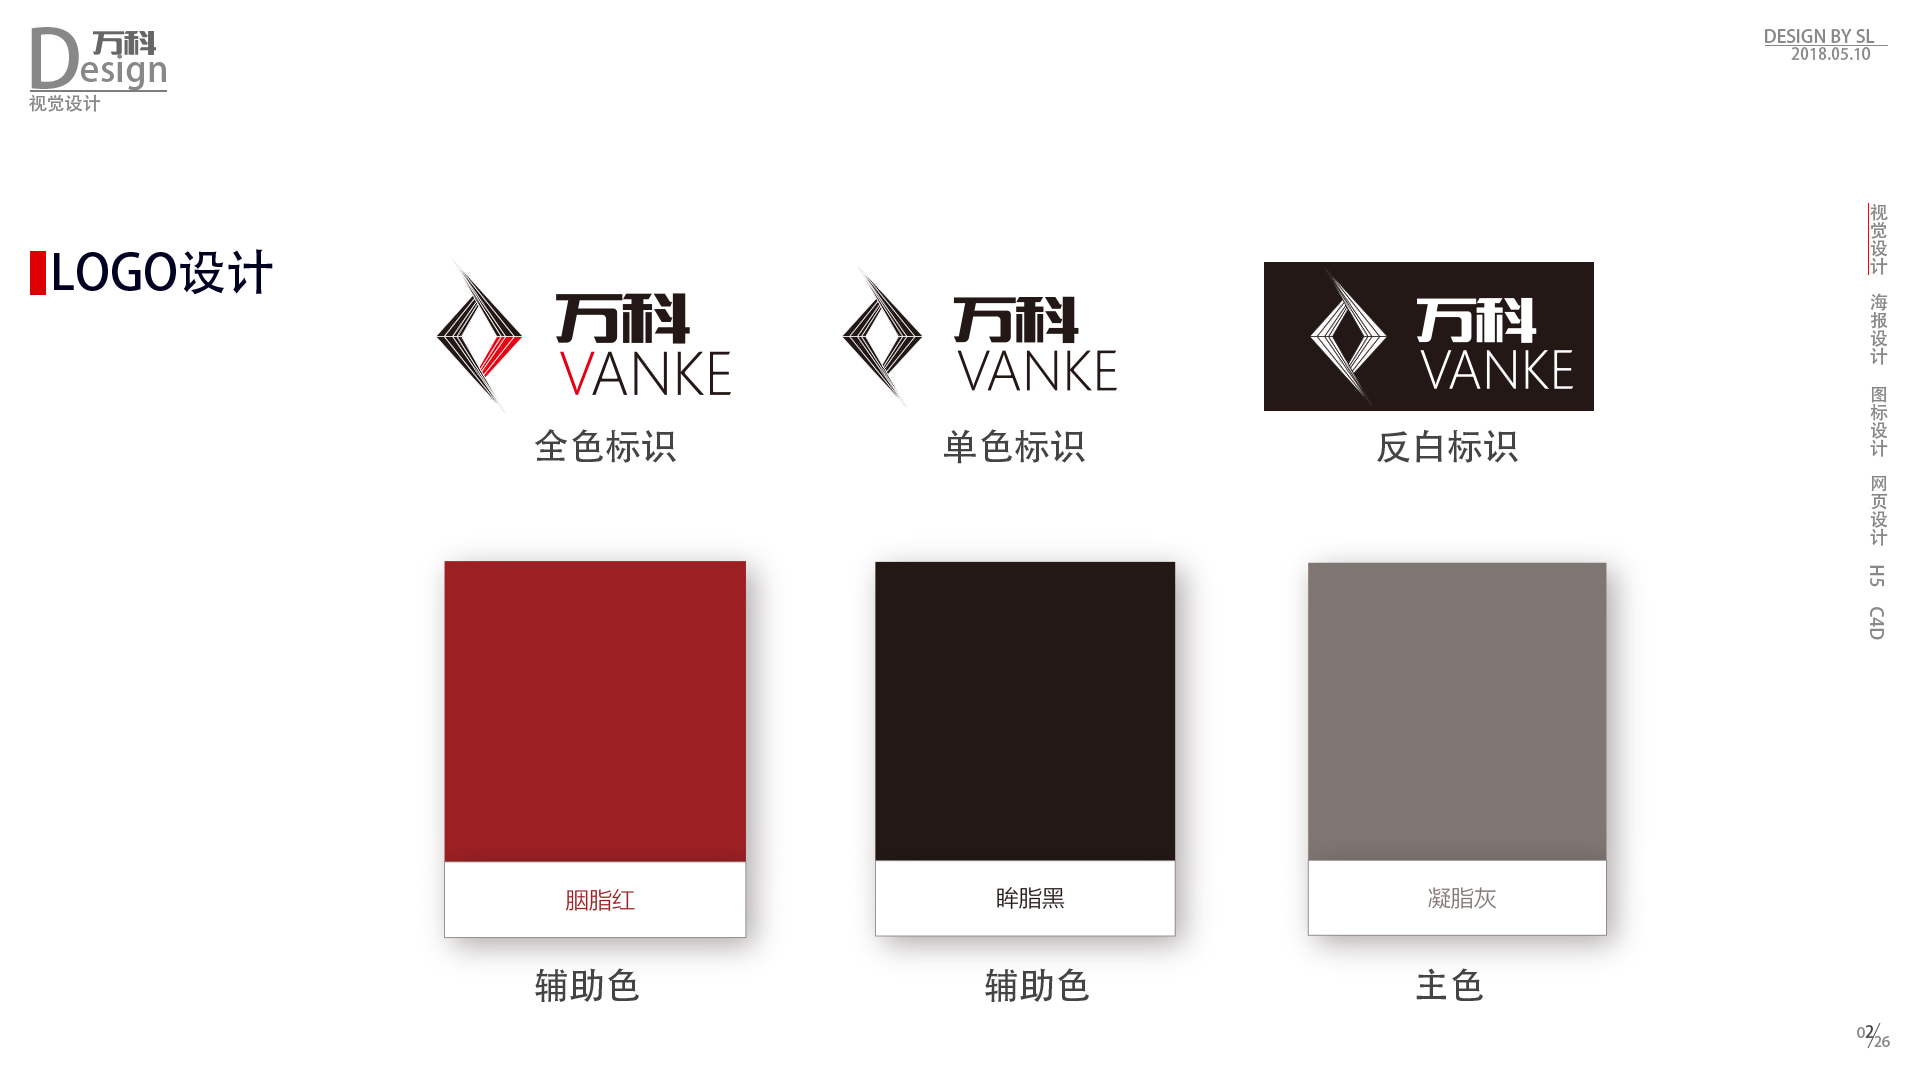 D万科
esign
视觉设计
DESIGN BY SL
2018.05.10
LOGO设计
万科
VANKE
全色标识
万科
VANKE
单色标识
万科
VANKE
反白标识
胭脂红
辅助色
眸脂黑
辅助色
凝脂灰
主色
视觉设计
海报设计
图标设计
网页设计
H5
C4D
02/26